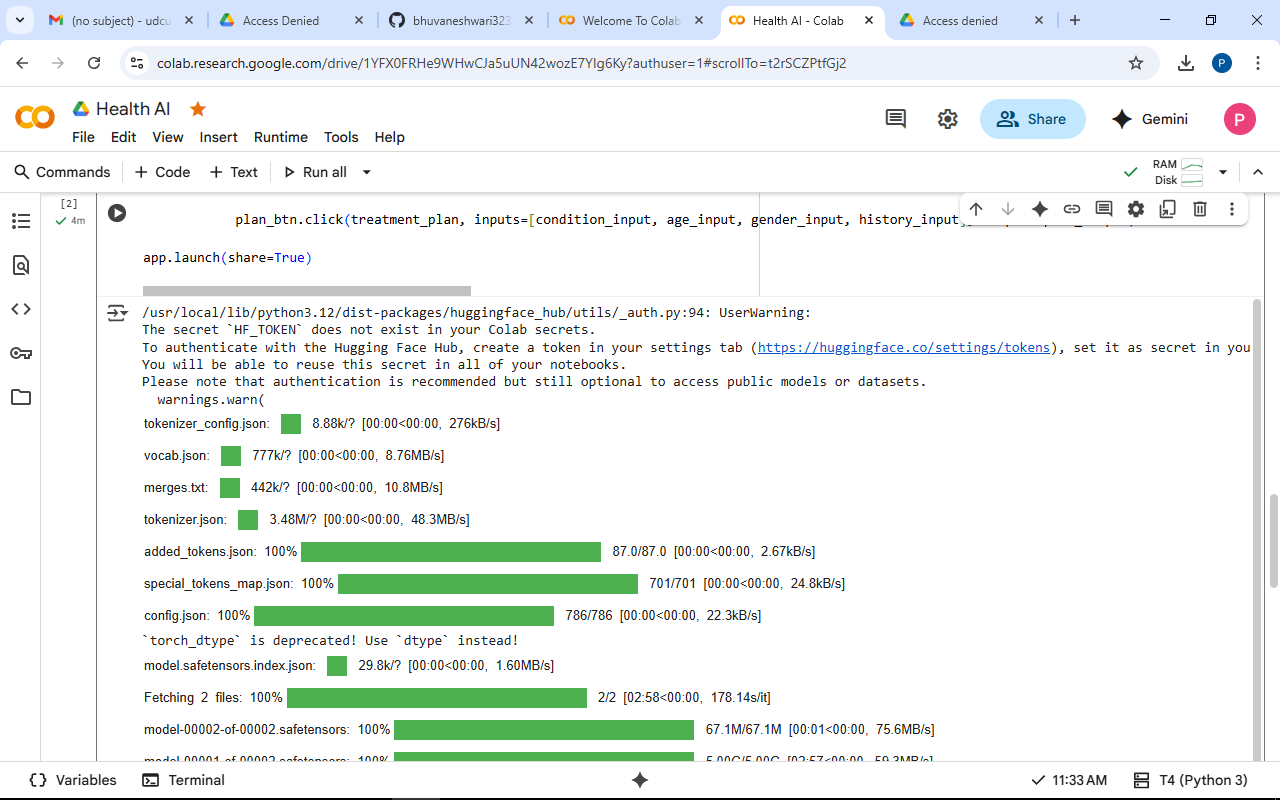 (no subject) - udcu
Access Denied
bhuvaneshwari323
Welcome To Colab
Health AI - Colab
Access denied
colab.research.google.com/drive/1YFX0FRHe9WHwCJa5uUN42wozE7YIg6Ky?authuser=1#scrollTo=t2rSCZPtfGj2
P
Health AI
File Edit View Insert Runtime Tools Help
Share
Gemini
P
Commands
+ Code
+ Text
Run all
RAM
Disk
[2]
4m
plan_btn.click(treatment_plan, inputs=[condition_input, age_input, gender_input, history_input],
app.launch(share=True)
/usr/local/lib/python3.12/dist-packages/huggingface_hub/utils/_auth.py:94: UserWarning:
The secret `HF_TOKEN` does not exist in your Colab secrets.
To authenticate with the Hugging Face Hub, create a token in your settings tab (https://huggingface.co/settings/tokens), set it as secret in you
You will be able to reuse this secret in all of your notebooks.
Please note that authentication is recommended but still optional to access public models or datasets.
warnings.warn(
tokenizer_config.json: 8.88k/? [00:00<00:00, 276kB/s]
vocab.json: 777k/? [00:00<00:00, 8.76MB/s]
merges.txt: 442k/? [00:00<00:00, 10.8MB/s]
tokenizer.json: 3.48M/? [00:00<00:00, 48.3MB/s]
added_tokens.json: 100% 87.0/87.0 [00:00<00:00, 2.67kB/s]
special_tokens_map.json: 100% 701/701 [00:00<00:00, 24.8kB/s]
config.json: 100% 786/786 [00:00<00:00, 22.3kB/s]
`torch_dtype` is deprecated! Use `dtype` instead!
model.safetensors.index.json: 29.8k/? [00:00<00:00, 1.60MB/s]
Fetching 2 files: 100% 2/2 [02:58<00:00, 178.14s/it]
model-00002-of-00002.safetensors: 100% 67.1M/67.1M [00:01<00:00, 75.6MB/s]
model-00001-of-00002.safetensors: 100% 5.00G/5.00G [02:57<00:00, 59.3MB/s]
Variables
Terminal
11:33 AM
T4 (Python 3)